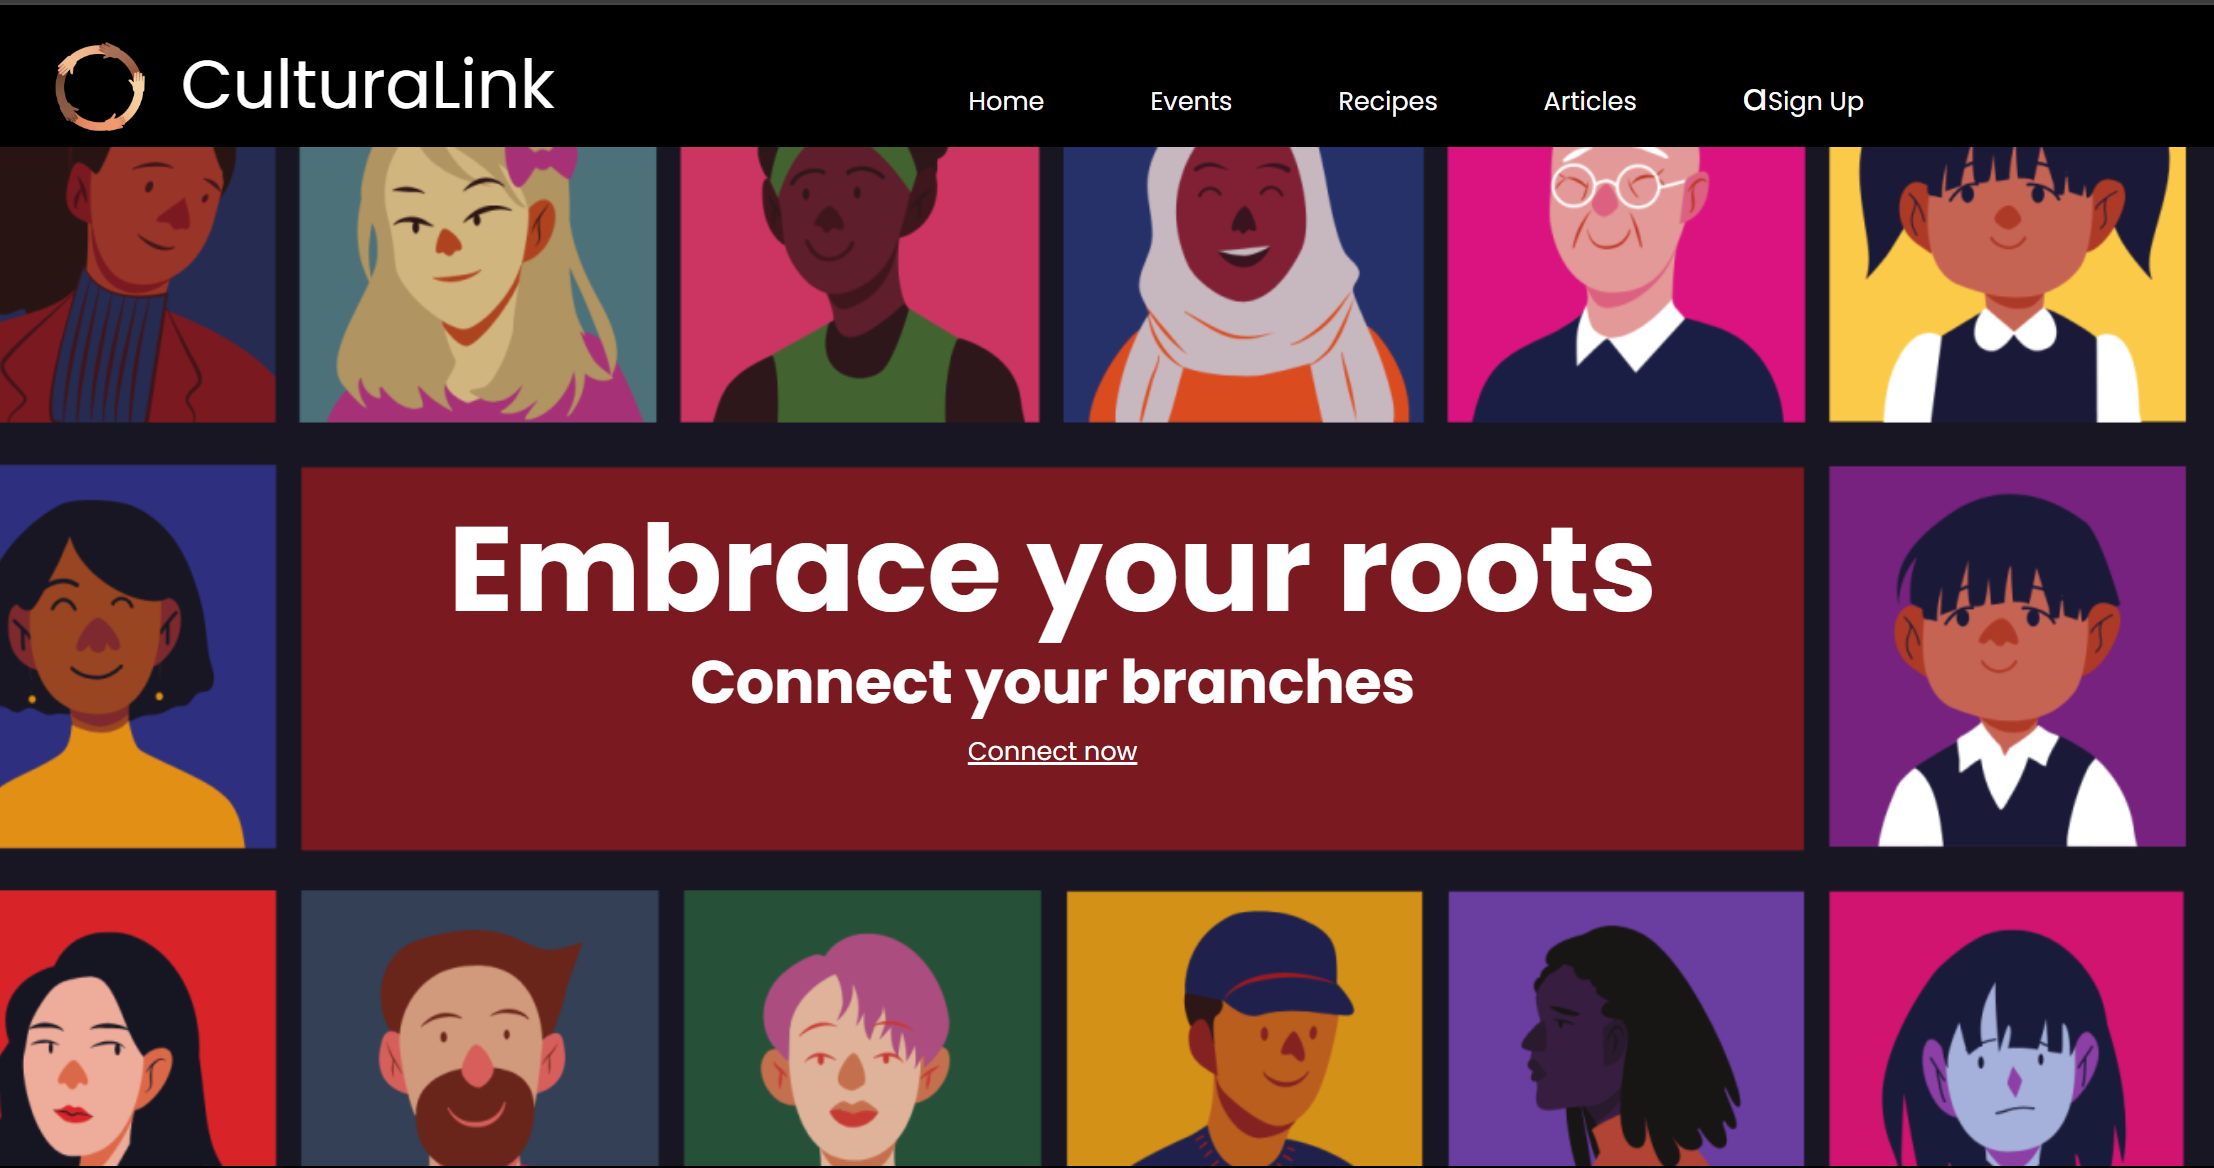 CulturaLink
Home Events Recipes Articles aSign Up
Embrace your roots
Connect your branches
Connect now